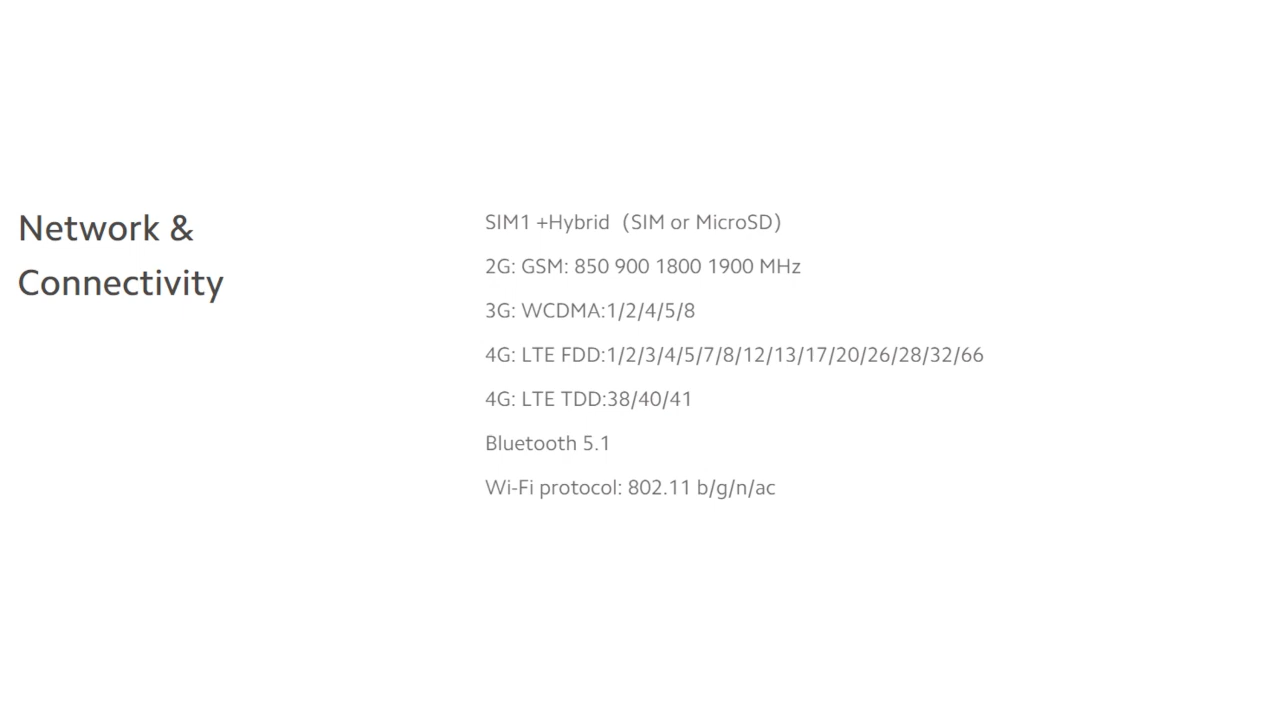 Network &
Connectivity
SIM1 +Hybrid（SIM or MicroSD）
2G: GSM: 850 900 1800 1900 MHz
3G: WCDMA:1/2/4/5/8
4G: LTE FDD:1/2/3/4/5/7/8/12/13/17/20/26/28/32/66
4G: LTE TDD:38/40/41
Bluetooth 5.1
Wi-Fi protocol: 802.11 b/g/n/ac